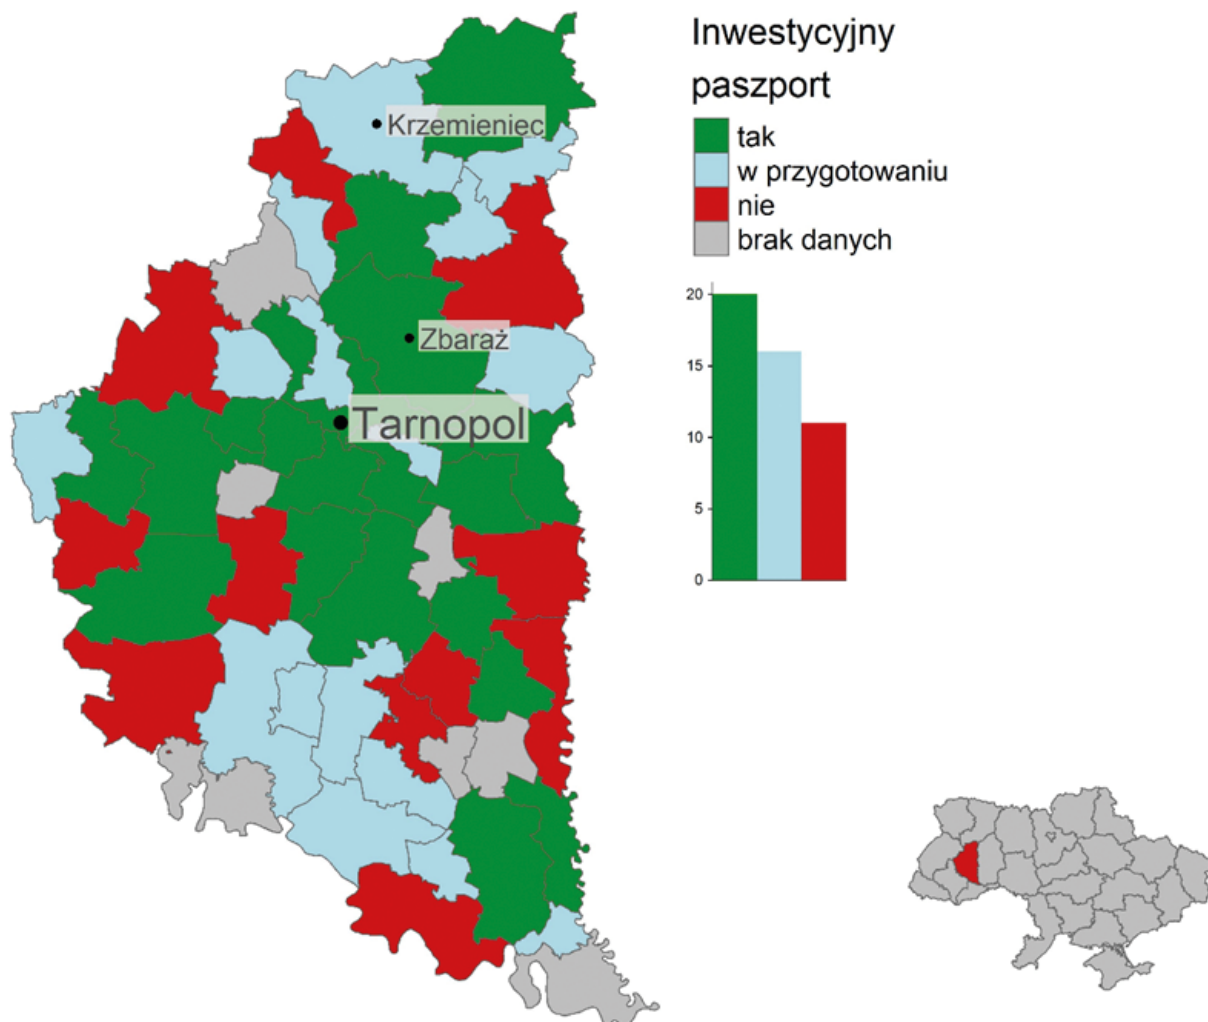 Inwestycyjny
paszport
tak
w przygotowaniu
nie
brak danych
Krzemieniec
Zbaraż
Tarnopol
20
15
10
5
0